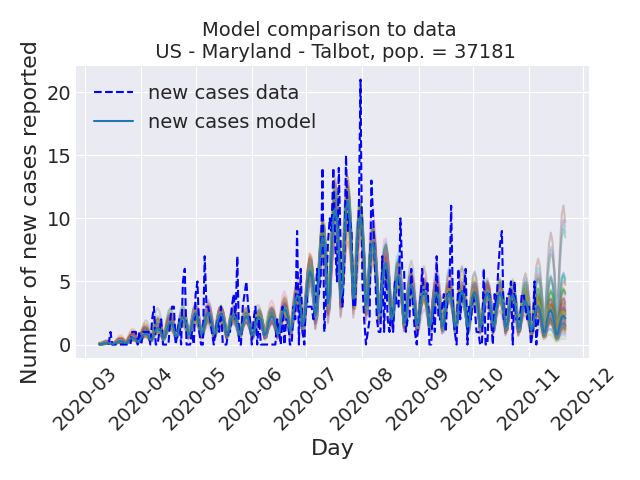 Model comparison to data
US - Maryland - Talbot, pop. = 37181
Number of new cases reported
20
15
10
5
0
new cases data
new cases model
2020-03
2020-04
2020-05
2020-06
2020-07
2020-08
2020-09
2020-10
2020-11
2020-12
Day